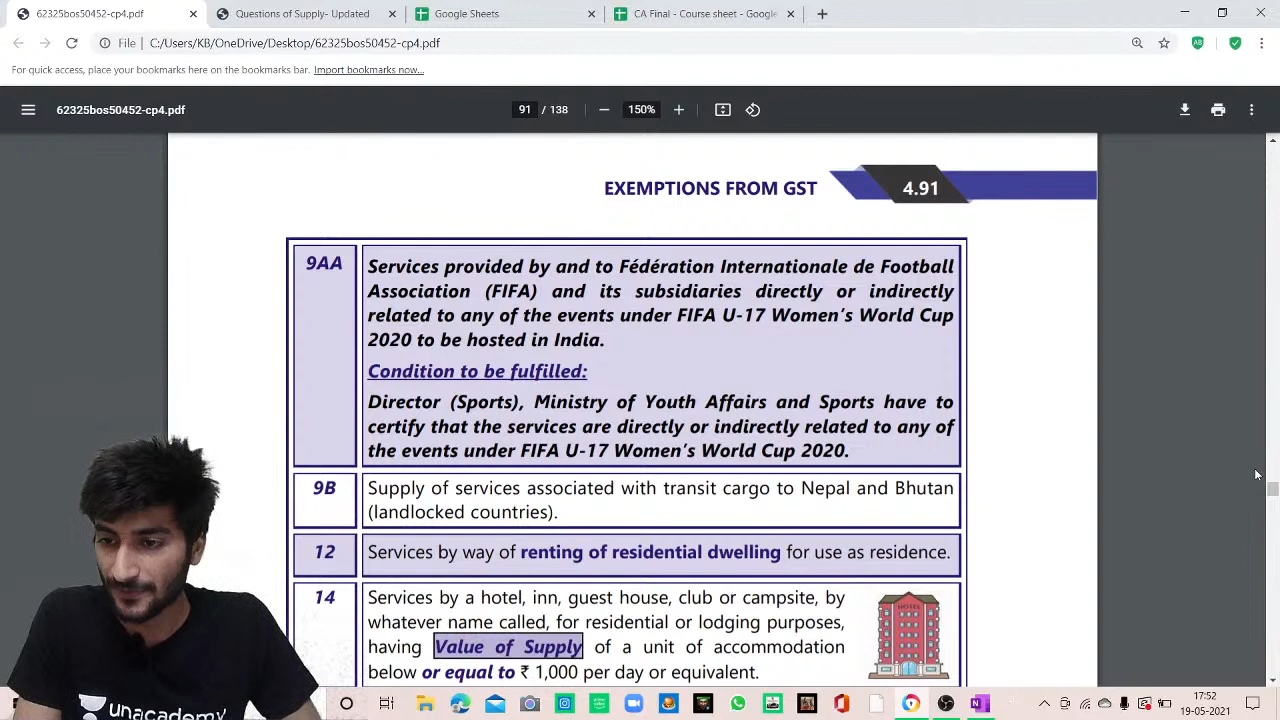 62325bos50452-cp4.pdf
Questions of Supply- Updated
Google Sheets
CA Final - Course sheet - Google
File
C:/Users/KB/OneDrive/Desktop/62325bos50452-cp4.pdf
AB
For quick access, place your bookmarks here on the bookmarks bar. Import bookmarks now...
62325bos50452-cp4.pdf
91 / 138
150%
EXEMPTIONS FROM GST
4.91
9AA
Services provided by and to Fédération Internationale de Football
Association (FIFA) and its subsidiaries directly or indirectly
related to any of the events under FIFA U-17 Women's World Cup
2020 to be hosted in India.
Condition to be fulfilled:
Director (Sports), Ministry of Youth Affairs and Sports have to
certify that the services are directly or indirectly related to any of
the events under FIFA U-17 Women's World Cup 2020.
9B
Supply of services associated with transit cargo to Nepal and Bhutan
(landlocked countries).
12
Services by way of renting of residential dwelling for use as residence.
14
Services by a hotel, inn, guest house, club or campsite, by
whatever name called, for residential or lodging purposes,
having Value of Supply of a unit of accommodation
below or equal to ₹ 1,000 per day or equivalent.
HOTEL
unacademy
17:52
19-05-2021